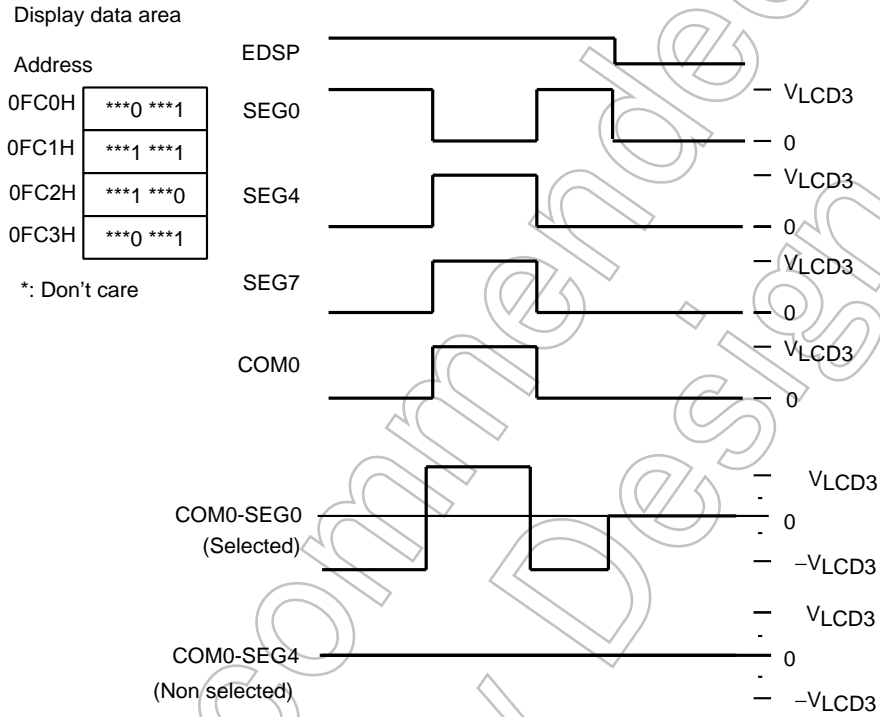 Display data area
Address
0FC0H ***0 ***1
0FC1H ***1 ***1
0FC2H ***1 ***0
0FC3H ***0 ***1
*: Don't care
EDSP
SEG0
VLCD3
0
SEG4
VLCD3
0
SEG7
VLCD3
0
COM0
VLCD3
0
COM0-SEG0
(Selected)
VLCD3
0
−VLCD3
COM0-SEG4
(Non selected)
VLCD3
0
−VLCD3